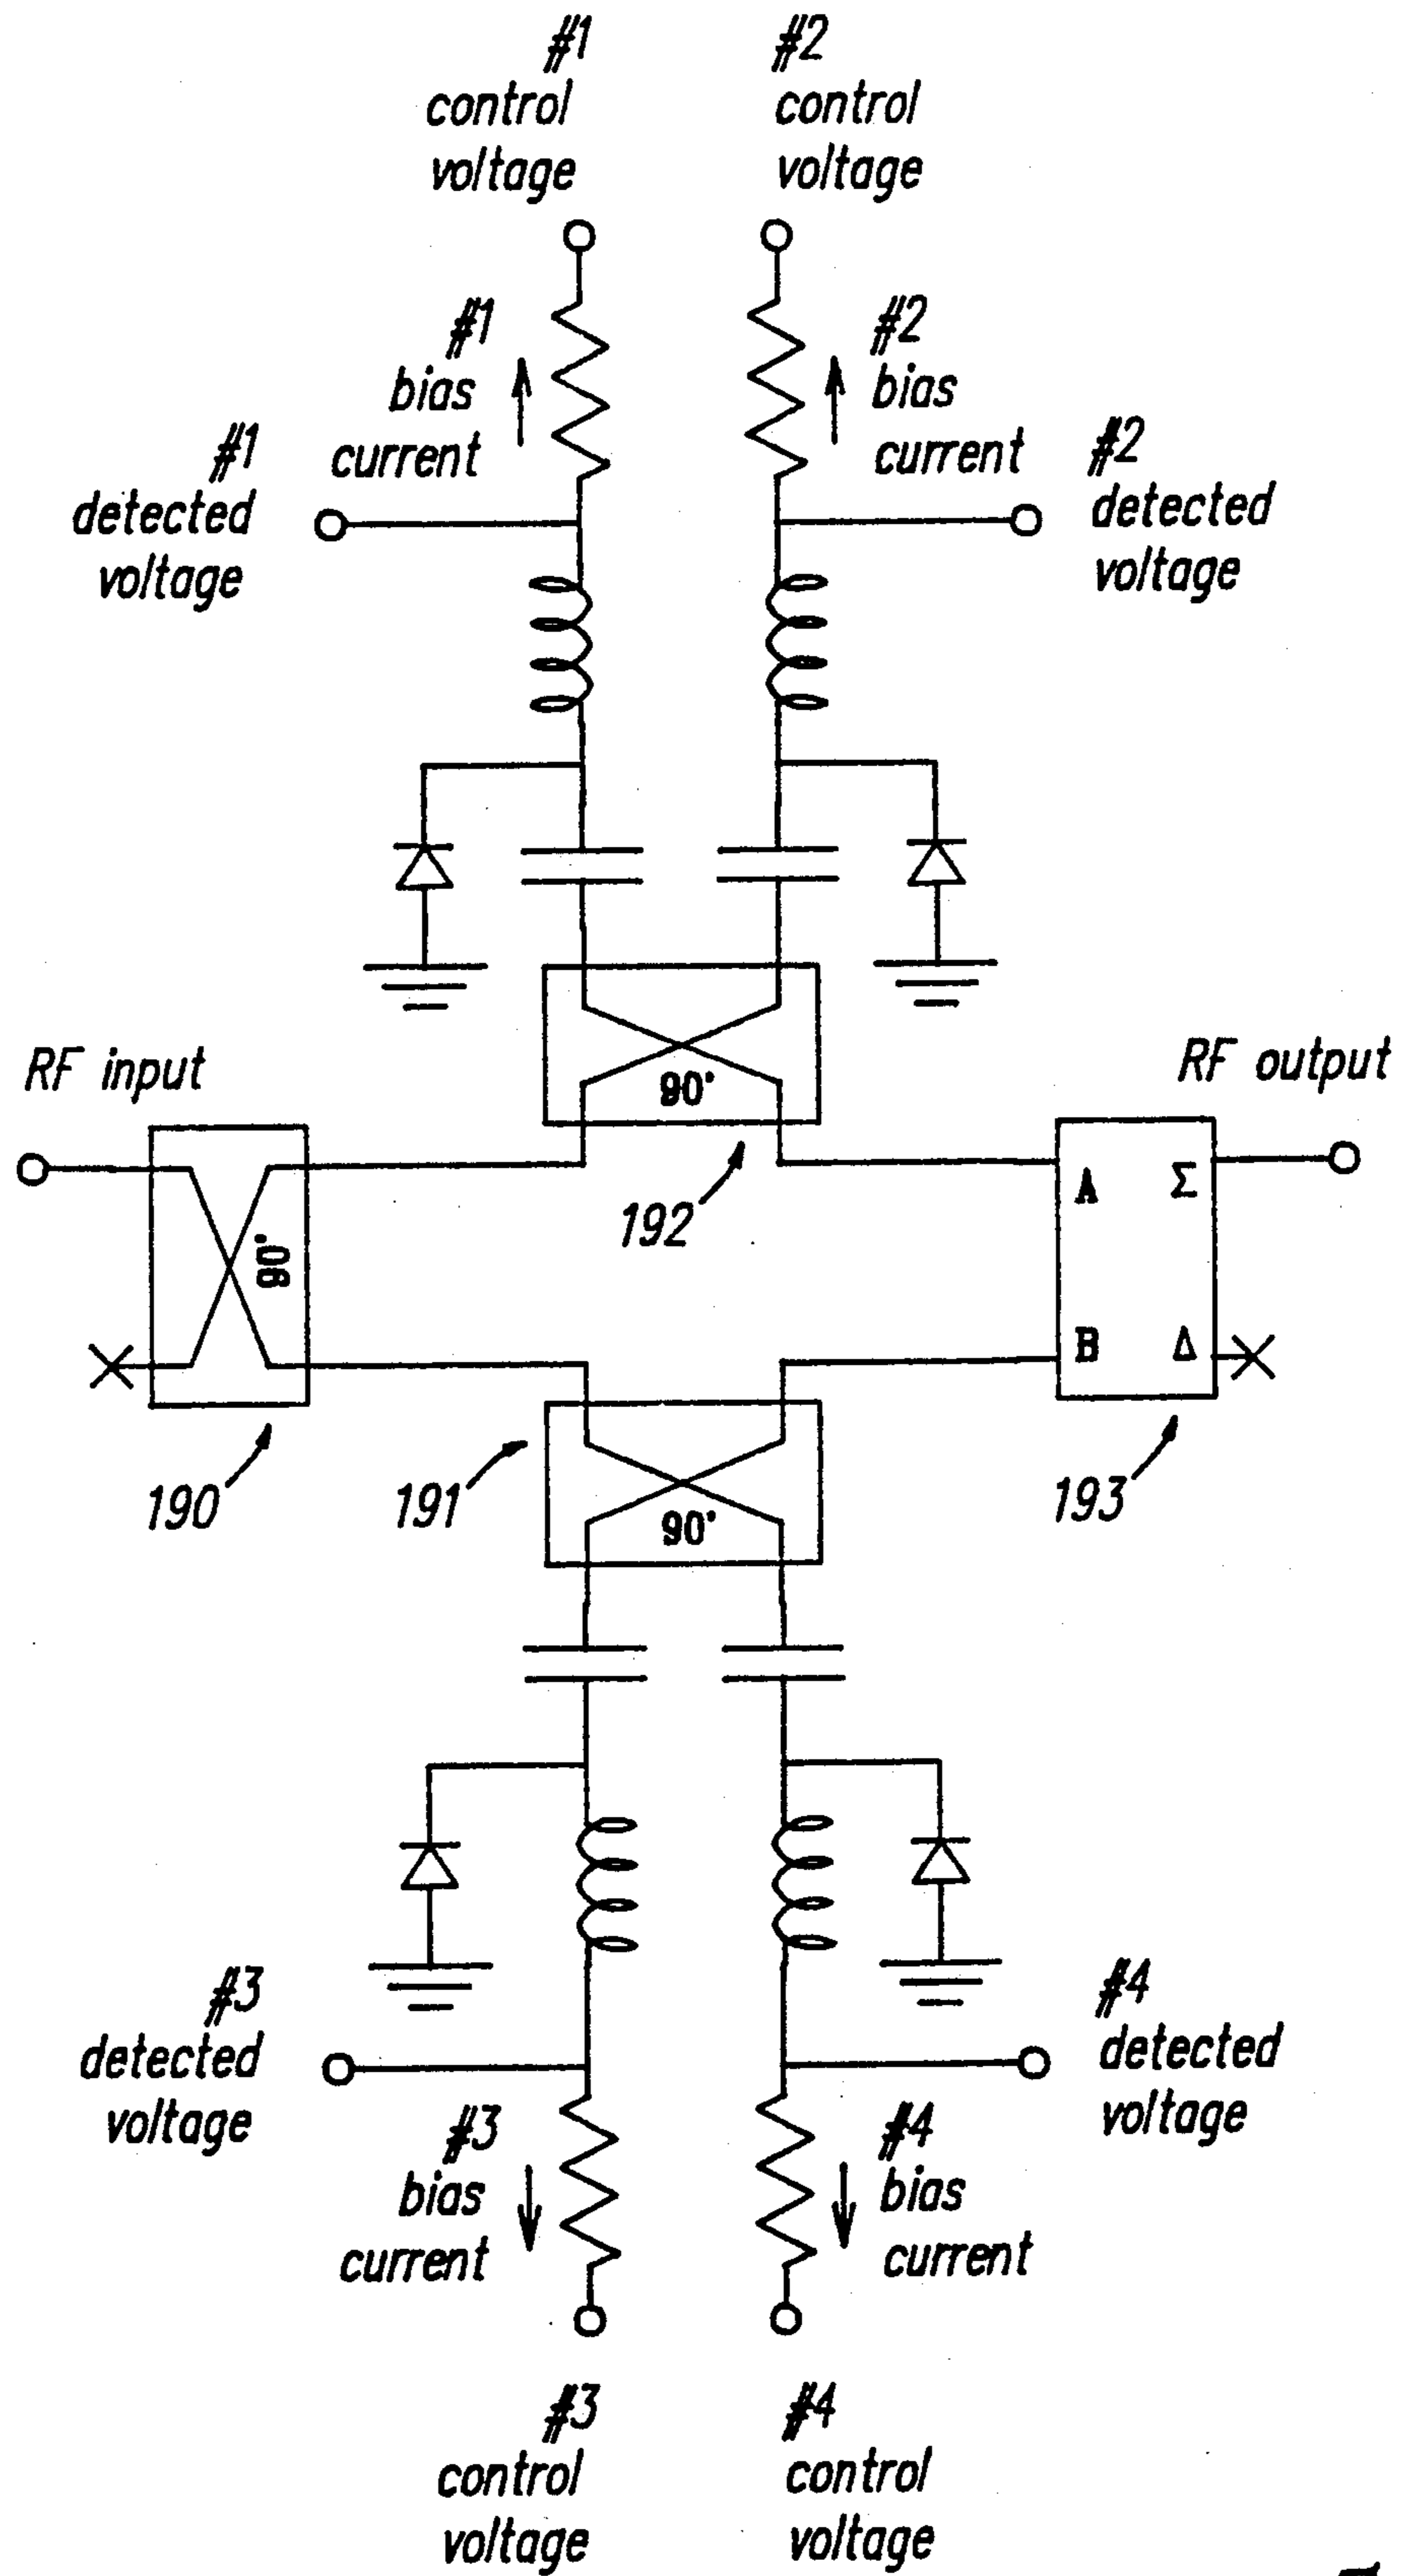 #1
control
voltage
#2
control
voltage
#1
bias
current
#2
bias
current
#1
detected
voltage
#2
detected
voltage
RF input
90°
RF output
192
90°
A
Σ
B
Δ
190
191
90°
193
#3
detected
voltage
#4
detected
voltage
#3
bias
current
#4
bias
current
#3
control
voltage
#4
control
voltage